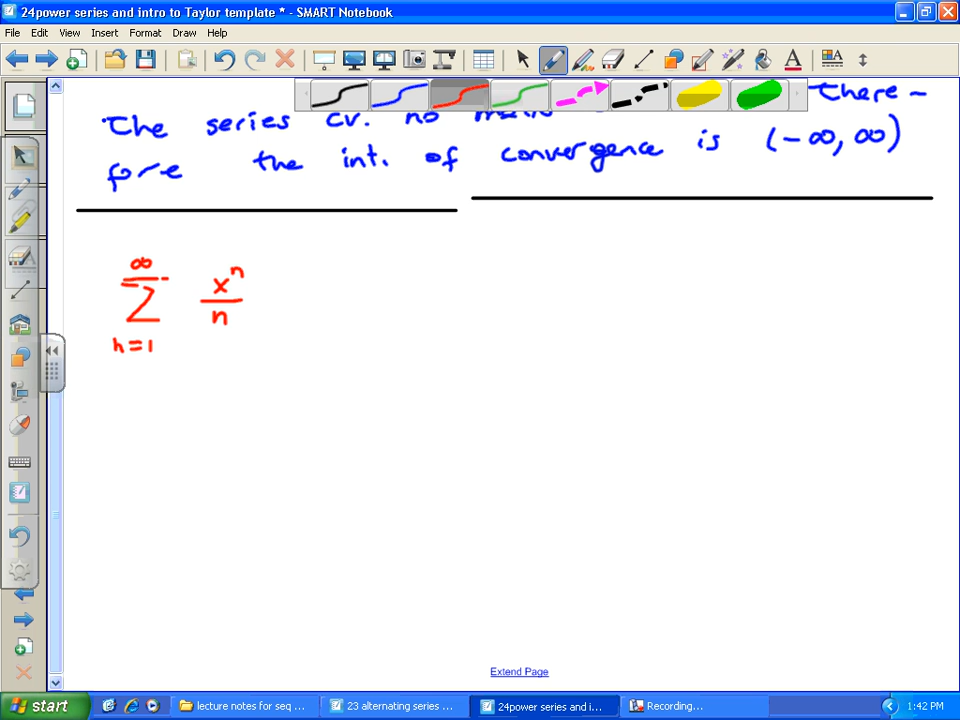 24power series and intro to Taylor template * - SMART Notebook
File Edit View Insert Format Draw Help
there-
The series cv. no
fore the int. of convergence is (-∞, ∞)
∞
Σ xⁿ/n
n=1
Extend Page
start lecture notes for seq ... 23 alternating series ... 24power series and i... Recording... 1:42 PM